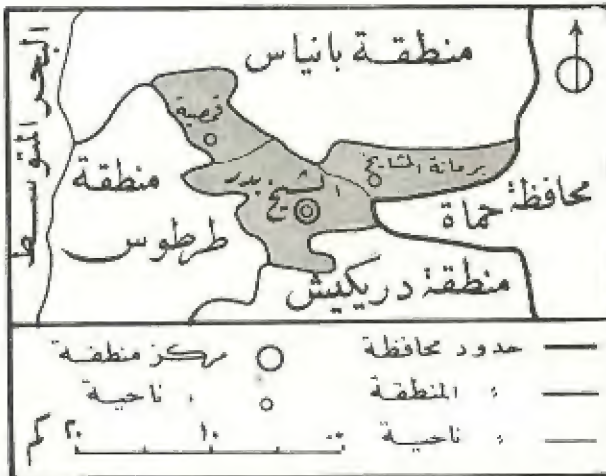 البحر المتوسط
منطقة بانياس
قمصية
برمانة المشايخ
الشيخ بدر
منطقة
طرطوس
محافظة
حماة
منطقة دريكيش
حدود محافظة
مركز منطقة
〃 المنطقة
〃 ناحية
〃 ناحية
٠٠ ١٠ ٢٠ كم